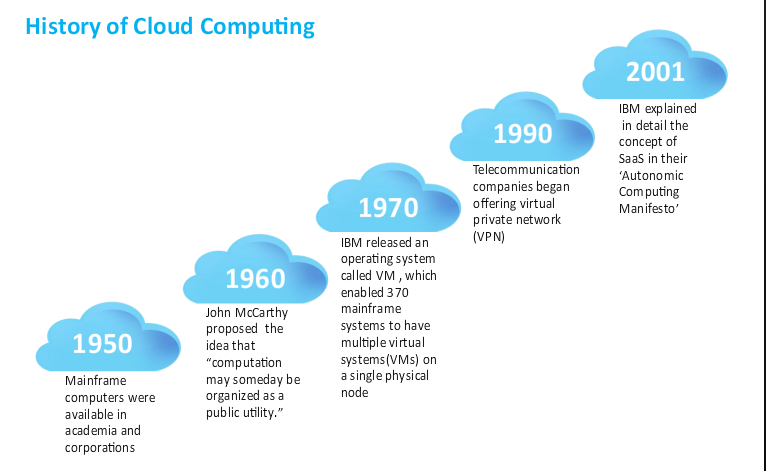 History of Cloud Computing
1950
Mainframe
computers were
available in
academia and
corporations
1960
John McCarthy
proposed the
idea that
“computation
may someday be
organized as a
public utility.”
1970
IBM released an
operating system
called VM , which
enabled 370
mainframe
systems to have
multiple virtual
systems(VMs) on
a single physical
node
1990
Telecommunication
companies began
offering virtual
private network
(VPN)
2001
IBM explained
in detail the
concept of
SaaS in their
‘Autonomic
Computing
Manifesto’